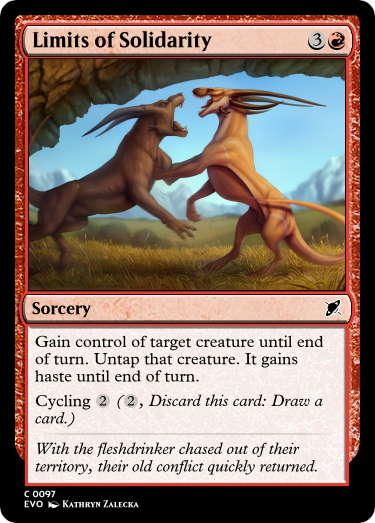 Limits of Solidarity 3
Sorcery
Gain control of target creature until end
of turn. Untap that creature. It gains
haste until end of turn.
Cycling 2 (2, Discard this card: Draw a
card.)
With the fleshdrinker chased out of their
territory, their old conflict quickly returned.
C 0097
EVO Kathryn Zalecka